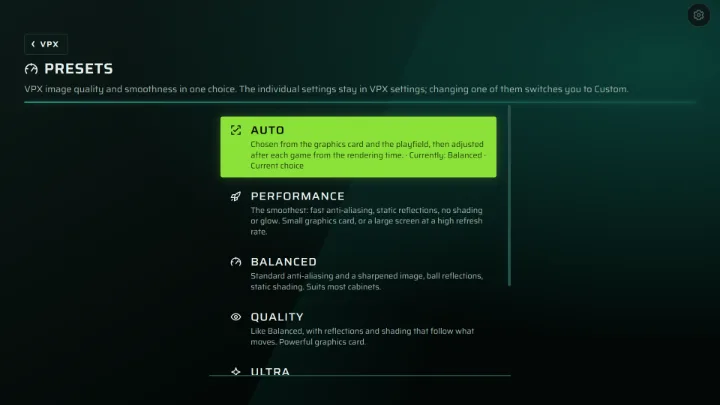 VPX
PRESETS
VPX image quality and smoothness in one choice. The individual settings stay in VPX settings; changing one of them switches you to Custom.
AUTO
Chosen from the graphics card and the playfield, then adjusted
after each game from the rendering time. · Currently: Balanced ·
Current choice
PERFORMANCE
The smoothest: fast anti-aliasing, static reflections, no shading
or glow. Small graphics card, or a large screen at a high refresh
rate.
BALANCED
Standard anti-aliasing and a sharpened image, ball reflections,
static shading. Suits most cabinets.
QUALITY
Like Balanced, with reflections and shading that follow what
moves. Powerful graphics card.
ULTRA